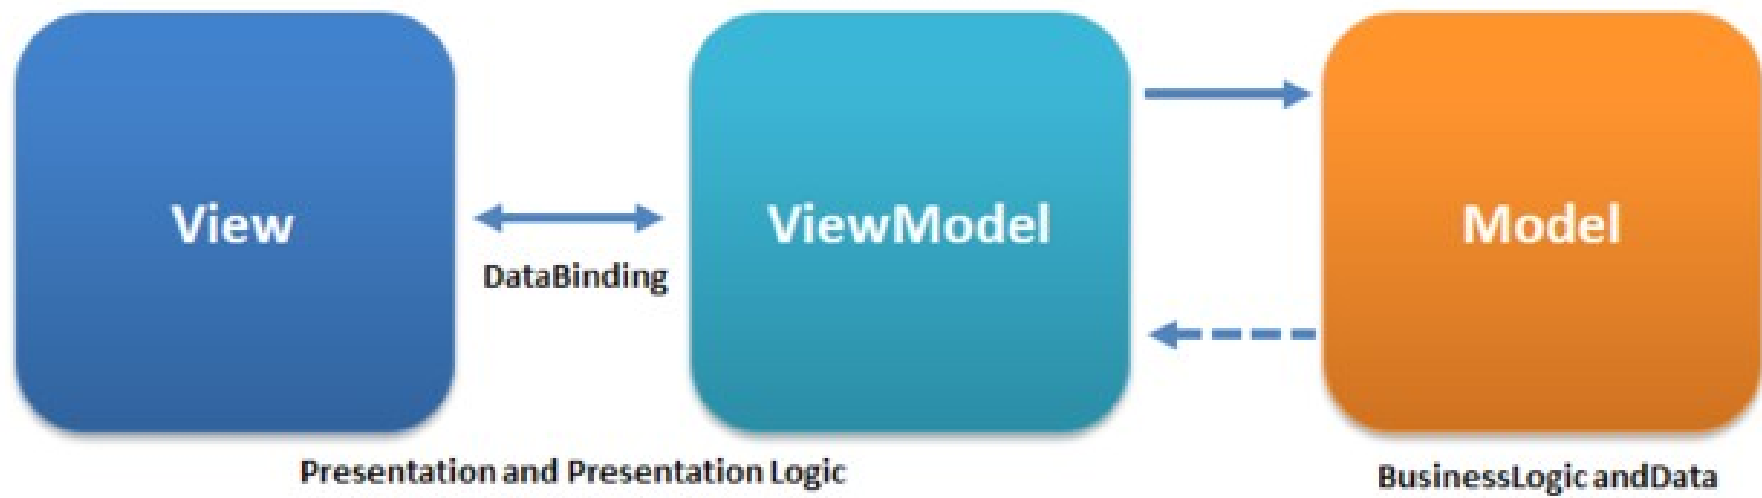 View
ViewModel
Model
DataBinding
Presentation and Presentation Logic
BusinessLogic andData